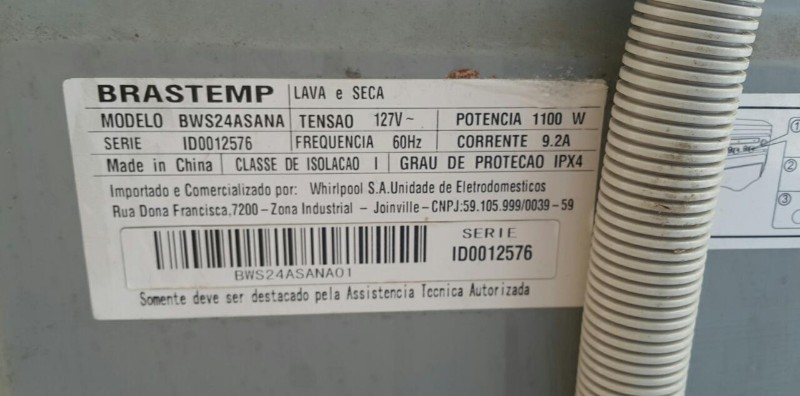 BRASTEMP LAVA e SECA
MODELO BWS24ASANA TENSAO 127V~ POTENCIA 1100 W
SERIE ID0012576 FREQUENCIA 60Hz CORRENTE 9.2A
Made in China CLASSE DE ISOLACAO I GRAU DE PROTECAO IPX4
Importado e Comercializado por: Whirlpool S.A.Unidade de Eletrodomesticos
Rua Dona Francisca,7200-Zona Industrial - Joinville-CNPJ:59.105.999/0039-59
SERIE
ID0012576
BWS24ASANA01
Somente deve ser destacado pela Assistencia Tecnica Autorizada
1
2
3